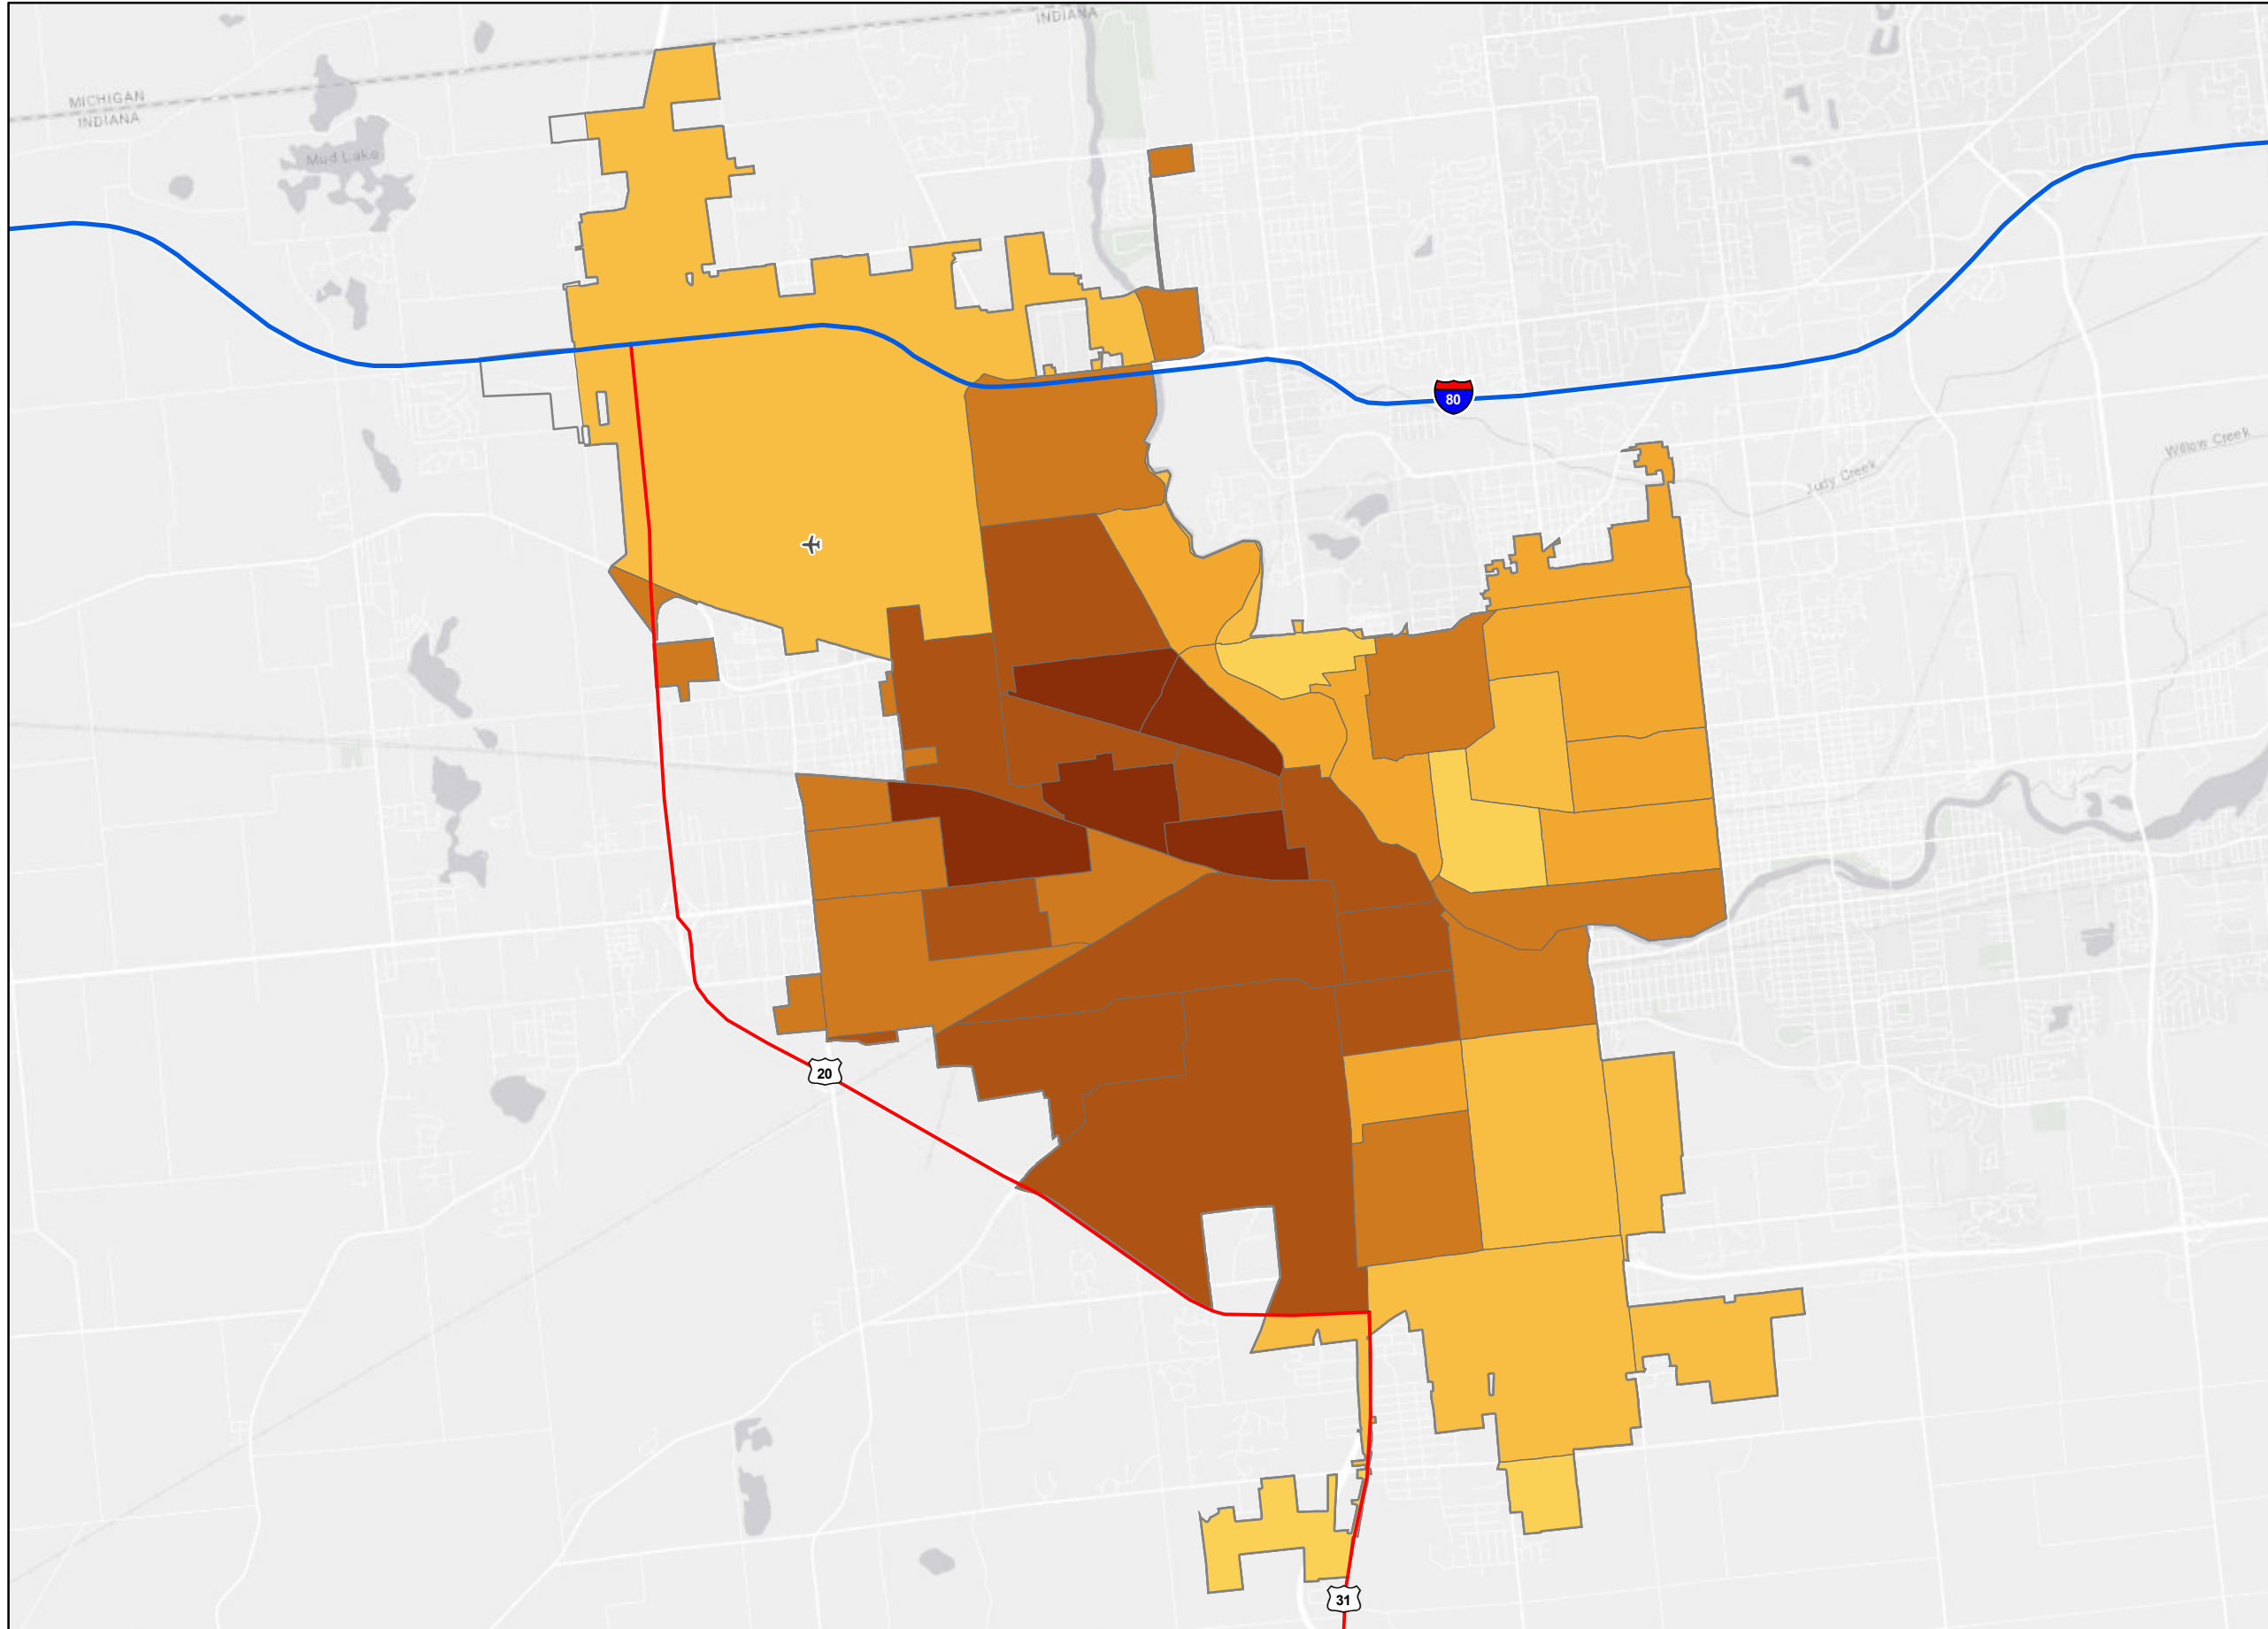 INDIANA
MICHIGAN
INDIANA
Mud Lake
80
Willow Creek
Judy Creek
20
31